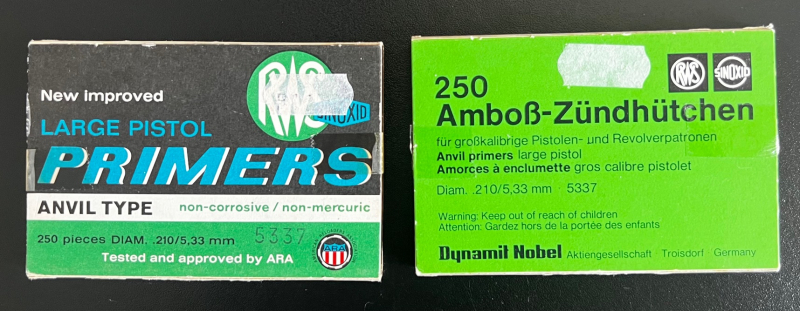 New improved
RWS
SINOXID
LARGE PISTOL
PRIMERS
ANVIL TYPE
non-corrosive / non-mercuric
250 pieces DIAM. .210/5,33 mm 5337
Tested and approved by ARA
ARA
250
RWS
SINOXID
Amboß-Zündhütchen
für großkalibrige Pistolen- und Revolverpatronen
Anvil primers large pistol
Amorces à enclumette gros calibre pistolet
Diam. .210/5,33 mm 5337
Warning: Keep out of reach of children
Attention: Gardez hors de la portée des enfants
Dynamit Nobel Aktiengesellschaft Troisdorf Germany